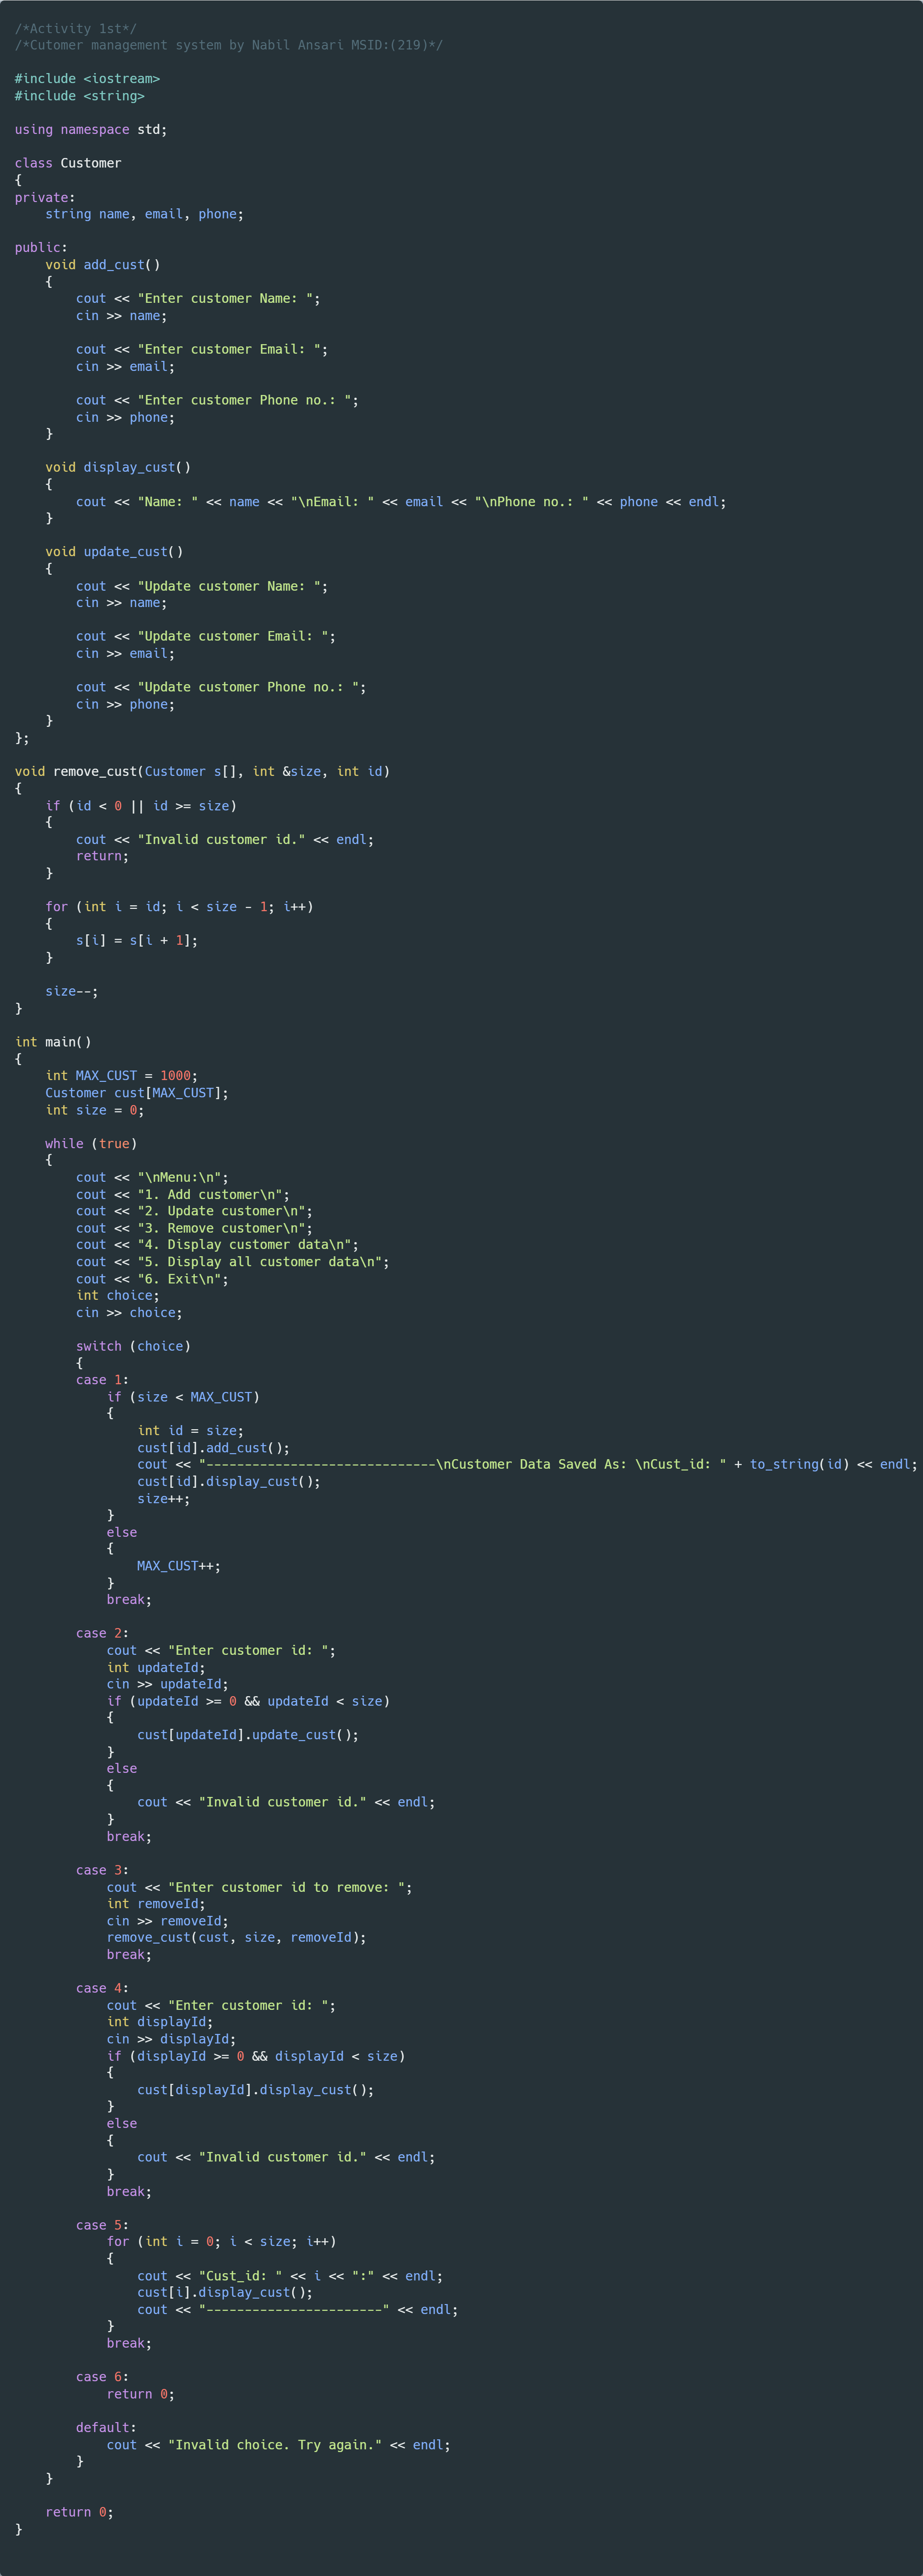 /*Activity 1st*/
/*Cutomer management system by Nabil Ansari MSID:(219)*/

#include <iostream>
#include <string>

using namespace std;

class Customer
{
private:
    string name, email, phone;

public:
    void add_cust()
    {
        cout << "Enter customer Name: ";
        cin >> name;

        cout << "Enter customer Email: ";
        cin >> email;

        cout << "Enter customer Phone no.: ";
        cin >> phone;
    }

    void display_cust()
    {
        cout << "Name: " << name << "\nEmail: " << email << "\nPhone no.: " << phone << endl;
    }

    void update_cust()
    {
        cout << "Update customer Name: ";
        cin >> name;

        cout << "Update customer Email: ";
        cin >> email;

        cout << "Update customer Phone no.: ";
        cin >> phone;
    }
};

void remove_cust(Customer s[], int &size, int id)
{
    if (id < 0 || id >= size)
    {
        cout << "Invalid customer id." << endl;
        return;
    }

    for (int i = id; i < size - 1; i++)
    {
        s[i] = s[i + 1];
    }

    size--;
}

int main()
{
    int MAX_CUST = 1000;
    Customer cust[MAX_CUST];
    int size = 0;

    while (true)
    {
        cout << "\nMenu:\n";
        cout << "1. Add customer\n";
        cout << "2. Update customer\n";
        cout << "3. Remove customer\n";
        cout << "4. Display customer data\n";
        cout << "5. Display all customer data\n";
        cout << "6. Exit\n";
        int choice;
        cin >> choice;

        switch (choice)
        {
        case 1:
            if (size < MAX_CUST)
            {
                int id = size;
                cust[id].add_cust();
                cout << "------------------------------\nCustomer Data Saved As: \nCust_id: " + to_string(id) << endl;
                cust[id].display_cust();
                size++;
            }
            else
            {
                MAX_CUST++;
            }
            break;

        case 2:
            cout << "Enter customer id: ";
            int updateId;
            cin >> updateId;
            if (updateId >= 0 && updateId < size)
            {
                cust[updateId].update_cust();
            }
            else
            {
                cout << "Invalid customer id." << endl;
            }
            break;

        case 3:
            cout << "Enter customer id to remove: ";
            int removeId;
            cin >> removeId;
            remove_cust(cust, size, removeId);
            break;

        case 4:
            cout << "Enter customer id: ";
            int displayId;
            cin >> displayId;
            if (displayId >= 0 && displayId < size)
            {
                cust[displayId].display_cust();
            }
            else
            {
                cout << "Invalid customer id." << endl;
            }
            break;

        case 5:
            for (int i = 0; i < size; i++)
            {
                cout << "Cust_id: " << i << ":" << endl;
                cust[i].display_cust();
                cout << "-----------------------" << endl;
            }
            break;

        case 6:
            return 0;

        default:
            cout << "Invalid choice. Try again." << endl;
        }
    }

    return 0;
}